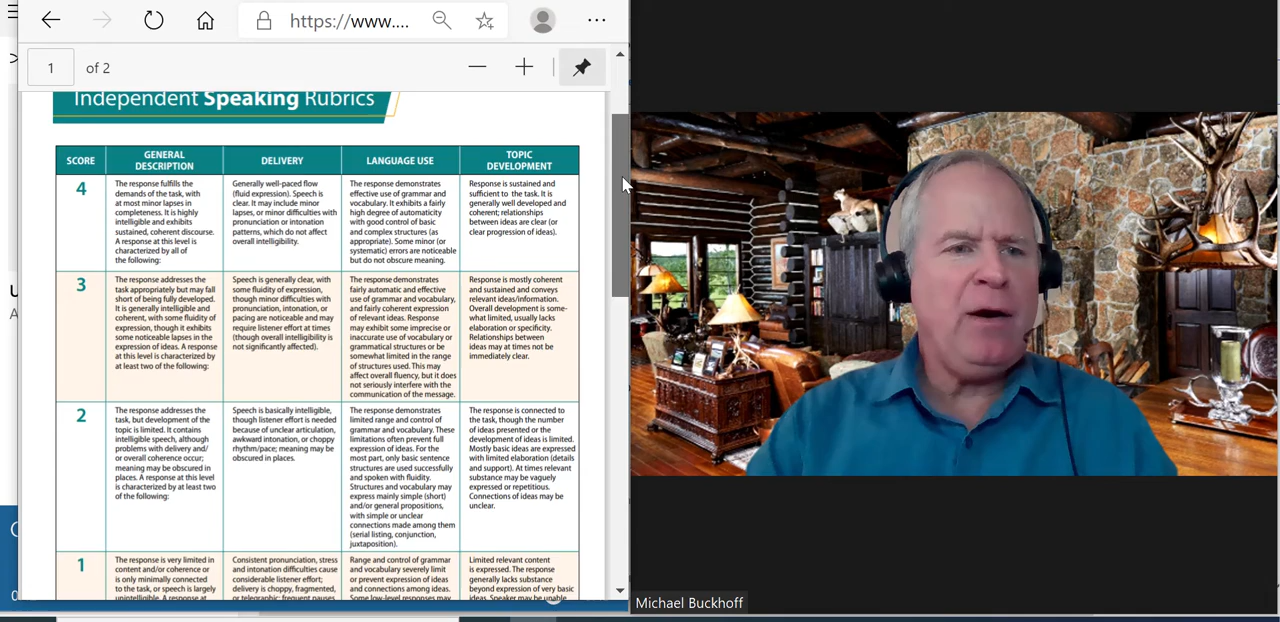 https://www....
1 of 2
Independent Speaking Rubrics
SCORE
GENERAL
DESCRIPTION
DELIVERY
LANGUAGE USE
TOPIC
DEVELOPMENT
4
The response fulfills the
demands of the task, with
at most minor lapses in
completeness. It is highly
intelligible and exhibits
sustained, coherent discourse.
A response at this level is
characterized by all of
the following:
Generally well-paced flow
(fluid expression). Speech is
clear. It may include minor
lapses, or minor difficulties with
pronunciation or intonation
patterns, which do not affect
overall intelligibility.
The response demonstrates
effective use of grammar and
vocabulary. It exhibits a fairly
high degree of automaticity
with good control of basic
and complex structures (as
appropriate). Some minor (or
systematic) errors are noticeable
but do not obscure meaning.
Response is sustained and
sufficient to the task. It is
generally well developed and
coherent; relationships
between ideas are clear (or
clear progression of ideas).
3
The response addresses the
task appropriately but may fall
short of being fully developed.
It is generally intelligible and
coherent, with some fluidity of
expression, though it exhibits
some noticeable lapses in the
expression of ideas. A response
at this level is characterized by
at least two of the following:
Speech is generally clear, with
some fluidity of expression,
though minor difficulties with
pronunciation, intonation, or
pacing are noticeable and may
require listener effort at times
(though overall intelligibility is
not significantly affected).
The response demonstrates
fairly automatic and effective
use of grammar and vocabulary,
and fairly coherent expression
of relevant ideas. Response
may exhibit some imprecise or
inaccurate use of vocabulary or
grammatical structures or be
somewhat limited in the range
of structures used. This may
affect overall fluency, but it does
not seriously interfere with the
communication of the message.
Response is mostly coherent
and sustained and conveys
relevant ideas/information.
Overall development is some-
what limited, usually lacks
elaboration or specificity.
Relationships between
ideas may at times not be
immediately clear.
2
The response addresses the
task, but development of the
topic is limited. It contains
intelligible speech, although
problems with delivery and/
or overall coherence occur;
meaning may be obscured in
places. A response at this level
is characterized by at least two
of the following:
Speech is basically intelligible,
though listener effort is needed
because of unclear articulation,
awkward intonation, or choppy
rhythm/pace; meaning may be
obscured in places.
The response demonstrates
limited range and control of
grammar and vocabulary. These
limitations often prevent full
expression of ideas. For the
most part, only basic sentence
structures are used successfully
and spoken with fluidity.
Structures and vocabulary may
express mainly simple (short)
and/or general propositions,
with simple or unclear
connections made among them
(serial listing, conjunction,
juxtaposition).
The response is connected to
the task, though the number
of ideas presented or the
development of ideas is limited.
Mostly basic ideas are expressed
with limited elaboration (details
and support). At times relevant
substance may be vaguely
expressed or repetitious.
Connections of ideas may be
unclear.
1
The response is very limited in
content and/or coherence or
is only minimally connected
to the task, or speech is largely
unintelligible. A response at
Consistent pronunciation, stress
and intonation difficulties cause
considerable listener effort;
delivery is choppy, fragmented,
or telegraphic; frequent pauses
Range and control of grammar
and vocabulary severely limit
or prevent expression of ideas
and connections among ideas.
Some low-level responses may
Limited relevant content
is expressed. The response
generally lacks substance
beyond expression of very basic
ideas. Speaker may be unable
Michael Buckhoff